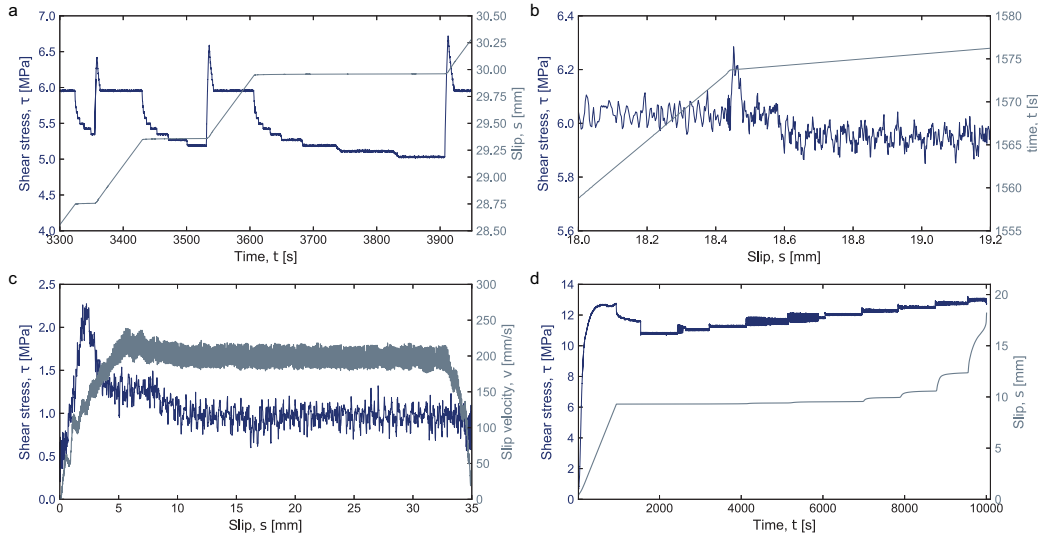 a
7.0
6.5
6.0
5.5
5.0
4.5
4.0
Shear stress, τ [MPa]
30.50
30.25
30.00
29.75
29.50
29.25
29.00
28.75
28.50
Slip, s [mm]
3300 3400 3500 3600 3700 3800 3900
Time, t [s]
b
6.4
6.2
6.0
5.8
5.6
Shear stress, τ [MPa]
1580
1575
1570
1565
1560
1555
time, t [s]
18.0 18.2 18.4 18.6 18.8 19.0 19.2
Slip, s [mm]
c
2.5
2.0
1.5
1.0
0.5
0.0
Shear stress, τ [MPa]
300
250
200
150
100
50
0
Slip velocity, v [mm/s]
0 5 10 15 20 25 30 35
Slip, s [mm]
d
14
12
10
8
6
4
2
0
Shear stress, τ [MPa]
20
15
10
5
0
Slip, s [mm]
2000 4000 6000 8000 10000
Time, t [s]